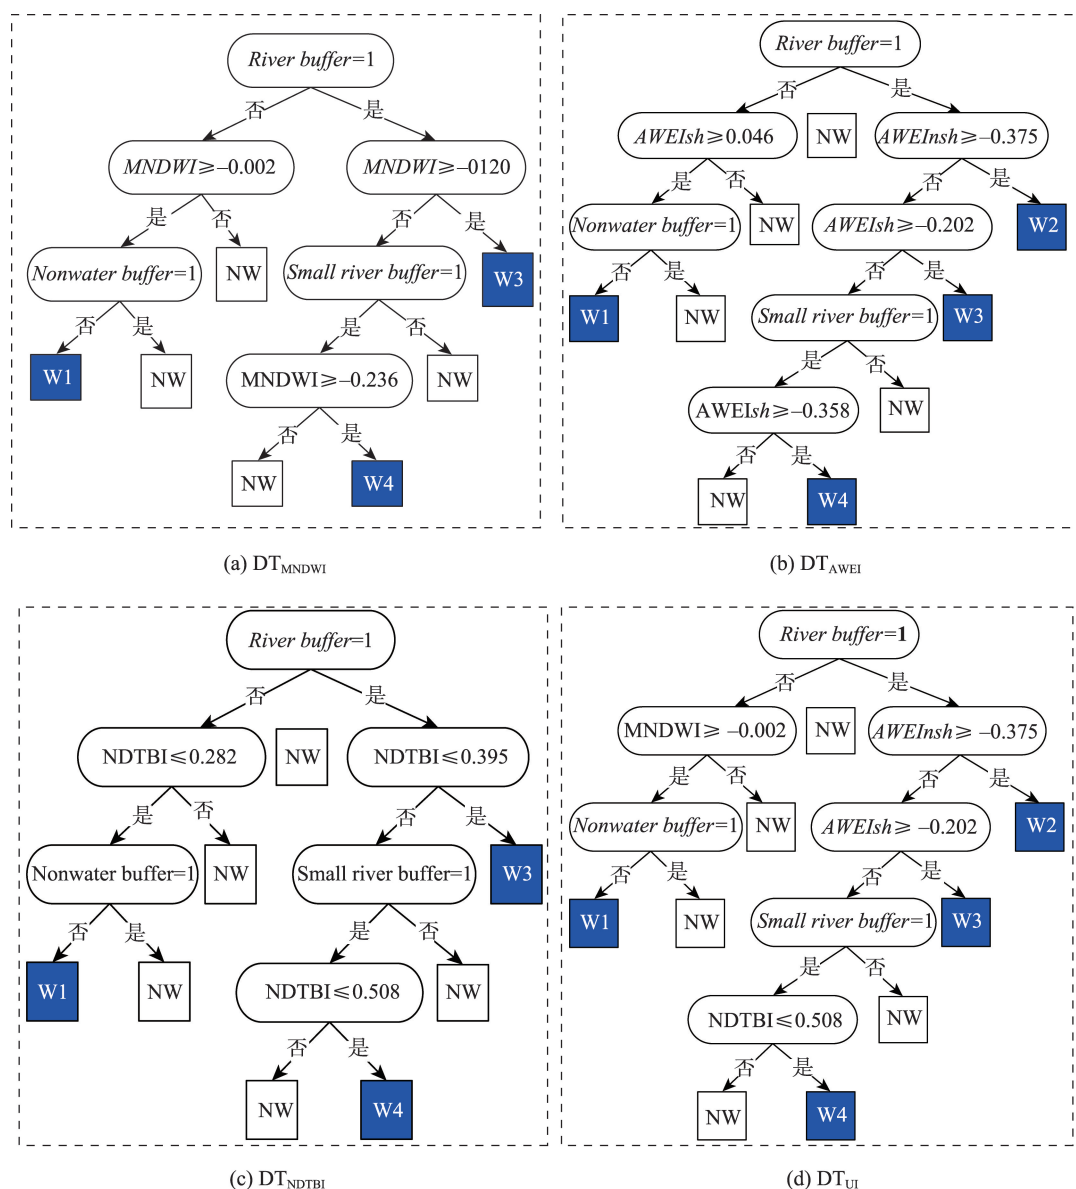 River buffer=1
否 是
MNDWI≥–0.002 MNDWI≥–0120
是 否 否 是
Nonwater buffer=1 NW Small river buffer=1 W3
否 是 是 否
W1 NW MNDWI≥–0.236 NW
否 是
NW W4
(a) DTMNDWI
River buffer=1
否 是
AWEIsh≥0.046 NW AWEInsh≥–0.375
是 否 否 是
Nonwater buffer=1 NW AWEIsh≥–0.202 W2
否 是 否 是
W1 NW Small river buffer=1 W3
是 否
AWEIsh≥–0.358 NW
否 是
NW W4
(b) DTAWEI
River buffer=1
否 是
NDTBI≤0.282 NW NDTBI≤0.395
是 否 否 是
Nonwater buffer=1 NW Small river buffer=1 W3
否 是 是 否
W1 NW NDTBI≤0.508 NW
否 是
NW W4
(c) DTNDTBI
River buffer=1
否 是
MNDWI≥ –0.002 NW AWEInsh≥ –0.375
是 否 否 是
Nonwater buffer=1 NW AWEIsh≥ –0.202 W2
否 是 否 是
W1 NW Small river buffer=1 W3
是 否
NDTBI≤0.508 NW
否 是
NW W4
(d) DTUI